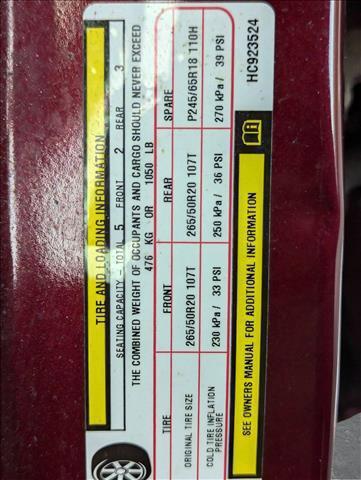 TIRE AND LOADING INFORMATION
SEATING CAPACITY - TOTAL 5 FRONT 2 REAR 3
THE COMBINED WEIGHT OF OCCUPANTS AND CARGO SHOULD NEVER EXCEED
476 KG OR 1050 LB
TIRE FRONT REAR SPARE
ORIGINAL TIRE SIZE 265/50R20 107T 265/50R20 107T P245/65R18 110H
COLD TIRE INFLATION
PRESSURE 230 kPa / 33 PSI 250 kPa / 36 PSI 270 kPa / 39 PSI
SEE OWNERS MANUAL FOR ADDITIONAL INFORMATION
HC923524